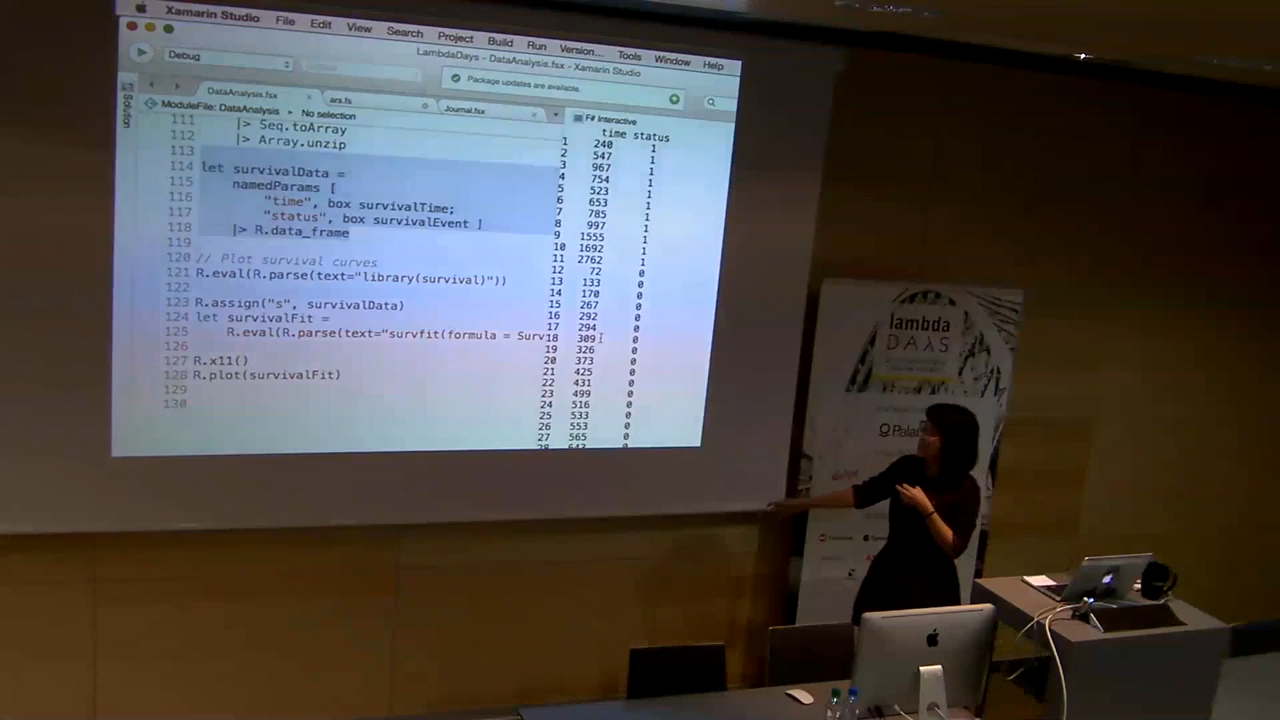 Xamarin Studio File Edit View Search Project Build Run Version... Tools Window Help
LambdaDays - DataAnalysis.fsx - Xamarin Studio
Debug
Package updates are available.
Solution
DataAnalysis.fsx
ars.fs
Journal.fsx
ModuleFile: DataAnalysis
No selection
111 |> Seq.toArray
112 |> Array.unzip
113
114 let survivalData =
115 namedParams [
116 "time", box survivalTime;
117 "status", box survivalEvent ]
118 |> R.data_frame
119
120 // Plot survival curves
121 R.eval(R.parse(text="library(survival)"))
122
123 R.assign("s", survivalData)
124 let survivalFit =
125 R.eval(R.parse(text="survfit(formula = Surv
126
127 R.x11()
128 R.plot(survivalFit)
129
130
F# Interactive
time status
1 240 1
2 547 1
3 967 1
4 754 1
5 523 1
6 653 1
7 785 1
8 997 1
9 1555 1
10 1692 1
11 2762 1
12 72 0
13 133 0
14 170 0
15 267 0
16 292 0
17 294 0
18 309 0
19 326 0
20 373 0
21 425 0
22 431 0
23 499 0
24 516 0
25 533 0
26 553 0
27 565 0
lambda
DAYS